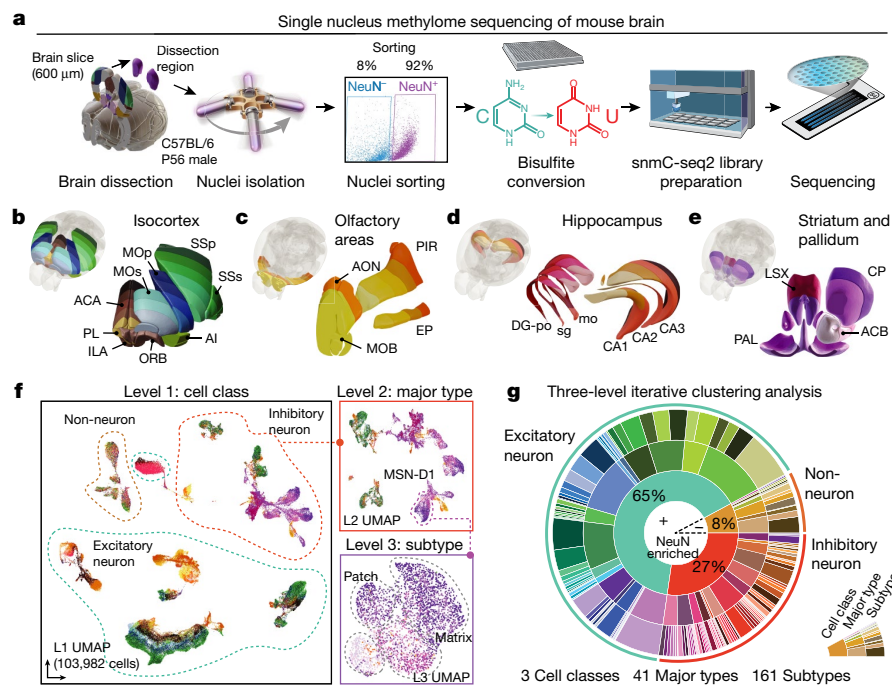 a
Single nucleus methylome sequencing of mouse brain
Brain slice
(600 μm)
Dissection
region
C57BL/6
P56 male
Brain dissection
Nuclei isolation
Sorting
8% 92%
NeuN⁻ NeuN⁺
Nuclei sorting
C
NH₂
N
NH
O
O
NH
NH
O
U
Bisulfite
conversion
snmC-seq2 library
preparation
Sequencing
b
Isocortex
MOp
MOs
SSp
SSs
ACA
PL
ILA
ORB
AI
c
Olfactory
areas
PIR
AON
EP
MOB
d
Hippocampus
DG-po
sg
mo
CA1
CA2
CA3
e
Striatum and
pallidum
LSX
CP
PAL
ACB
f
Level 1: cell class
Non-neuron
Inhibitory
neuron
Excitatory
neuron
L1 UMAP
(103,982 cells)
Level 2: major type
MSN-D1
L2 UMAP
Level 3: subtype
Patch
Matrix
L3 UMAP
g
Three-level iterative clustering analysis
Excitatory
neuron
Non-
neuron
Inhibitory
neuron
65%
8%
27%
+ −
NeuN
enriched
Cell class
Major type
Subtype
3 Cell classes 41 Major types 161 Subtypes